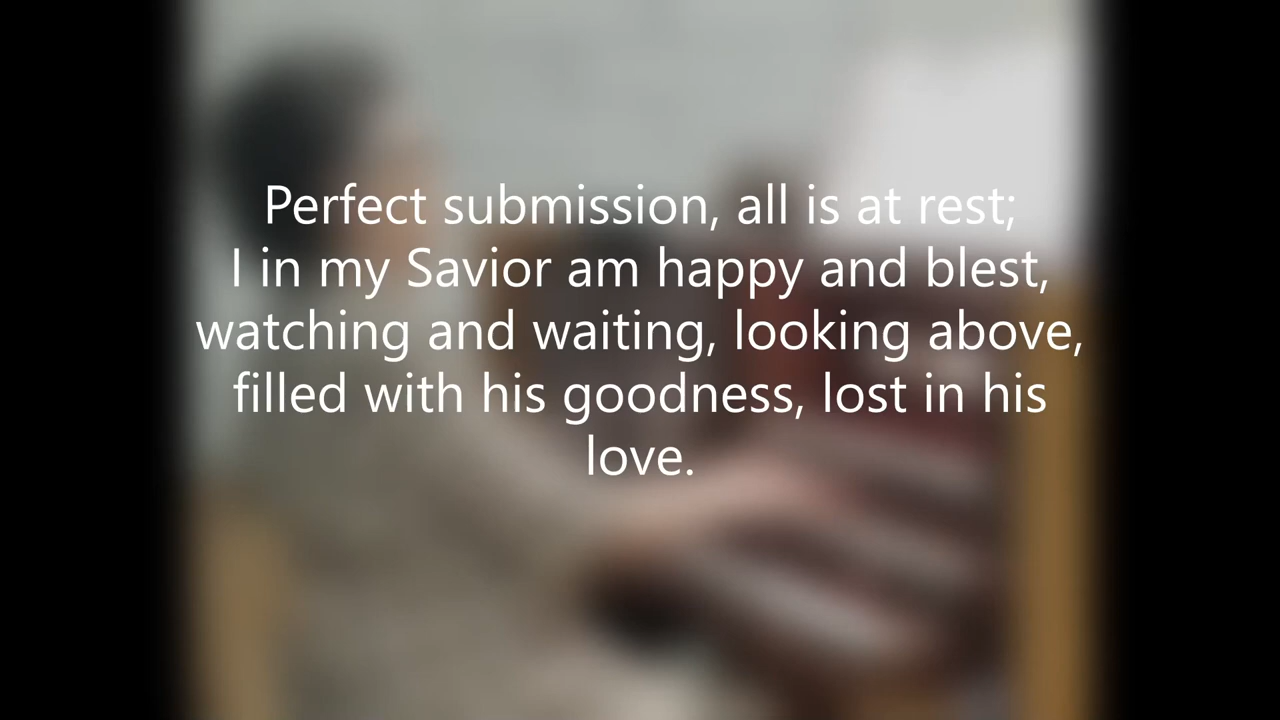 Perfect submission, all is at rest;
I in my Savior am happy and blest,
watching and waiting, looking above,
filled with his goodness, lost in his
love.